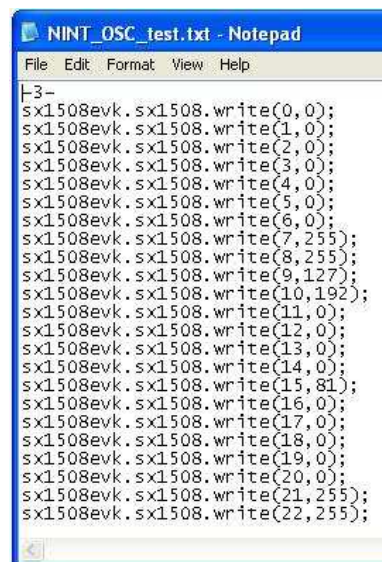 NINT_OSC_test.txt - Notepad
File Edit Format View Help
-3-
sx1508evk.sx1508.write(0,0);
sx1508evk.sx1508.write(1,0);
sx1508evk.sx1508.write(2,0);
sx1508evk.sx1508.write(3,0);
sx1508evk.sx1508.write(4,0);
sx1508evk.sx1508.write(5,0);
sx1508evk.sx1508.write(6,0);
sx1508evk.sx1508.write(7,255);
sx1508evk.sx1508.write(8,255);
sx1508evk.sx1508.write(9,127);
sx1508evk.sx1508.write(10,192);
sx1508evk.sx1508.write(11,0);
sx1508evk.sx1508.write(12,0);
sx1508evk.sx1508.write(13,0);
sx1508evk.sx1508.write(14,0);
sx1508evk.sx1508.write(15,81);
sx1508evk.sx1508.write(16,0);
sx1508evk.sx1508.write(17,0);
sx1508evk.sx1508.write(18,0);
sx1508evk.sx1508.write(19,0);
sx1508evk.sx1508.write(20,0);
sx1508evk.sx1508.write(21,255);
sx1508evk.sx1508.write(22,255);